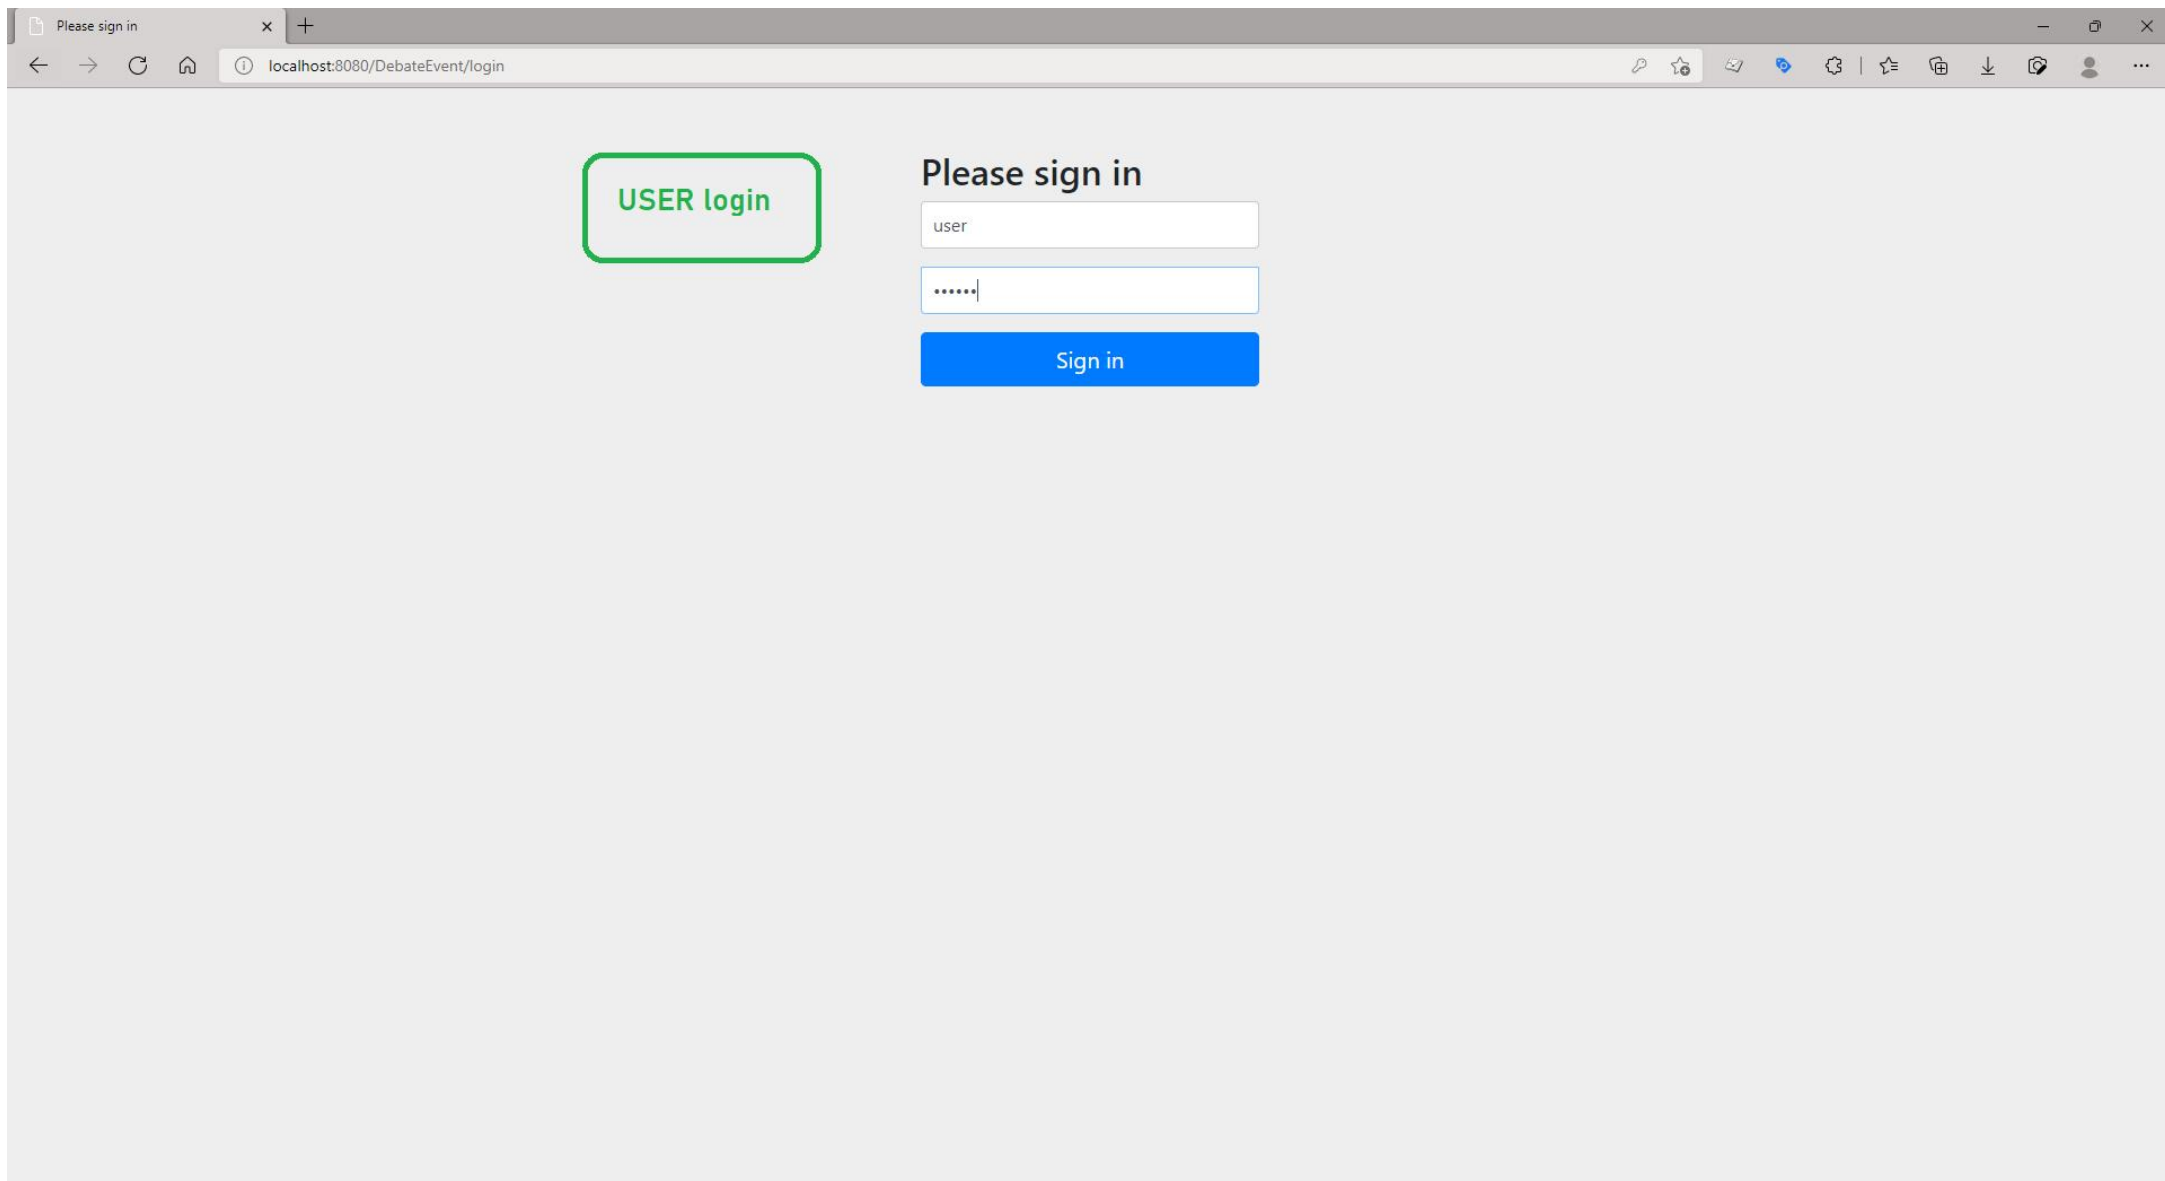 Please sign in
localhost:8080/DebateEvent/login
USER login
Please sign in
user
••••••
Sign in